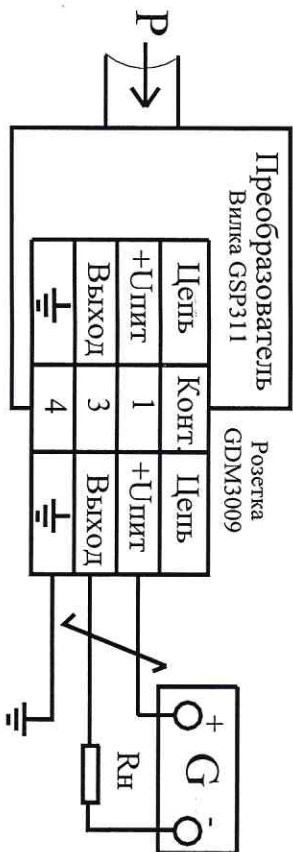 P
Преобразователь
Вилка GSP311
Розетка
GDM3009
Цепь Конт. Цепь
+Uпит 1 +Uпит
Выход 3 Выход
4
+ G -
Rн